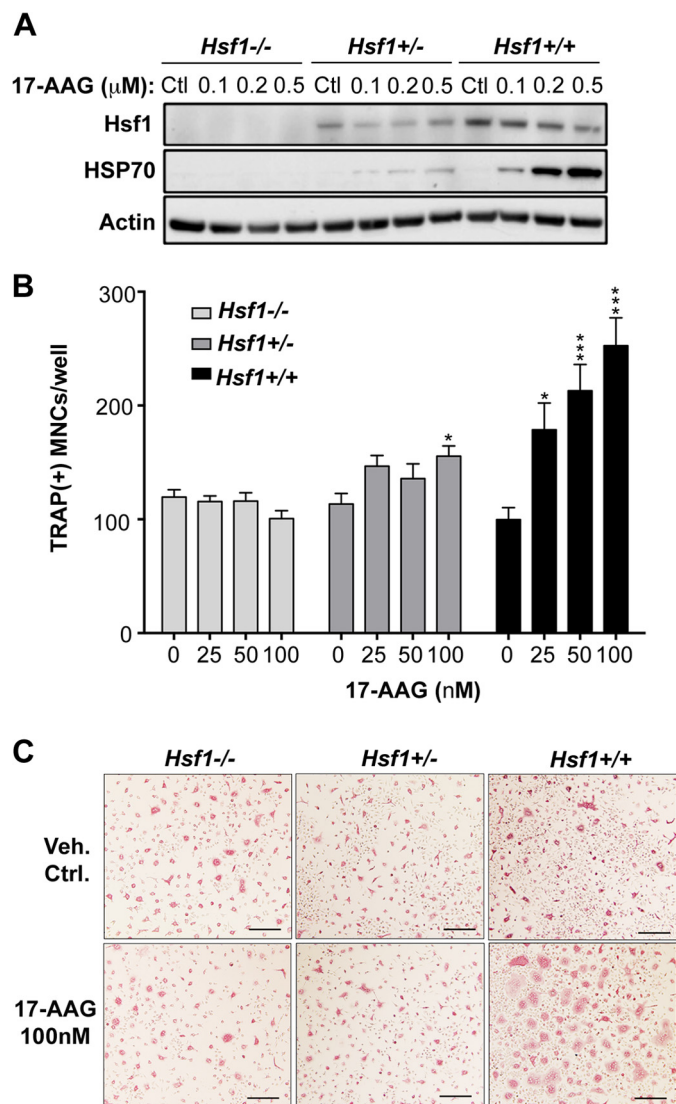 A
Hsf1-/- Hsf1+/- Hsf1+/+
17-AAG (μM): Ctl 0.1 0.2 0.5 Ctl 0.1 0.2 0.5 Ctl 0.1 0.2 0.5
Hsf1
HSP70
Actin
B
300
200
100
0
TRAP(+) MNCs/well
Hsf1-/-
Hsf1+/-
Hsf1+/+
* * *** ***
0 25 50 100 0 25 50 100 0 25 50 100
17-AAG (nM)
C
Hsf1-/- Hsf1+/- Hsf1+/+
Veh.
Ctrl.
17-AAG
100nM